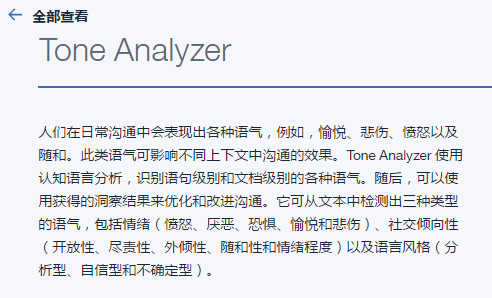 全部查看
Tone Analyzer
人们在日常沟通中会表现出各种语气，例如，愉悦、悲伤、愤怒以及
随和。此类语气可影响不同上下文中沟通的效果。Tone Analyzer 使用
认知语言分析，识别语句级别和文档级别的各种语气。随后，可以使
用获得的洞察结果来优化和改进沟通。它可从文本中检测出三种类型
的语气，包括情绪（愤怒、厌恶、恐惧、愉悦和悲伤）、社交倾向性
（开放性、尽责性、外倾性、随和性和情绪程度）以及语言风格（分
析型、自信型和不确定型）。